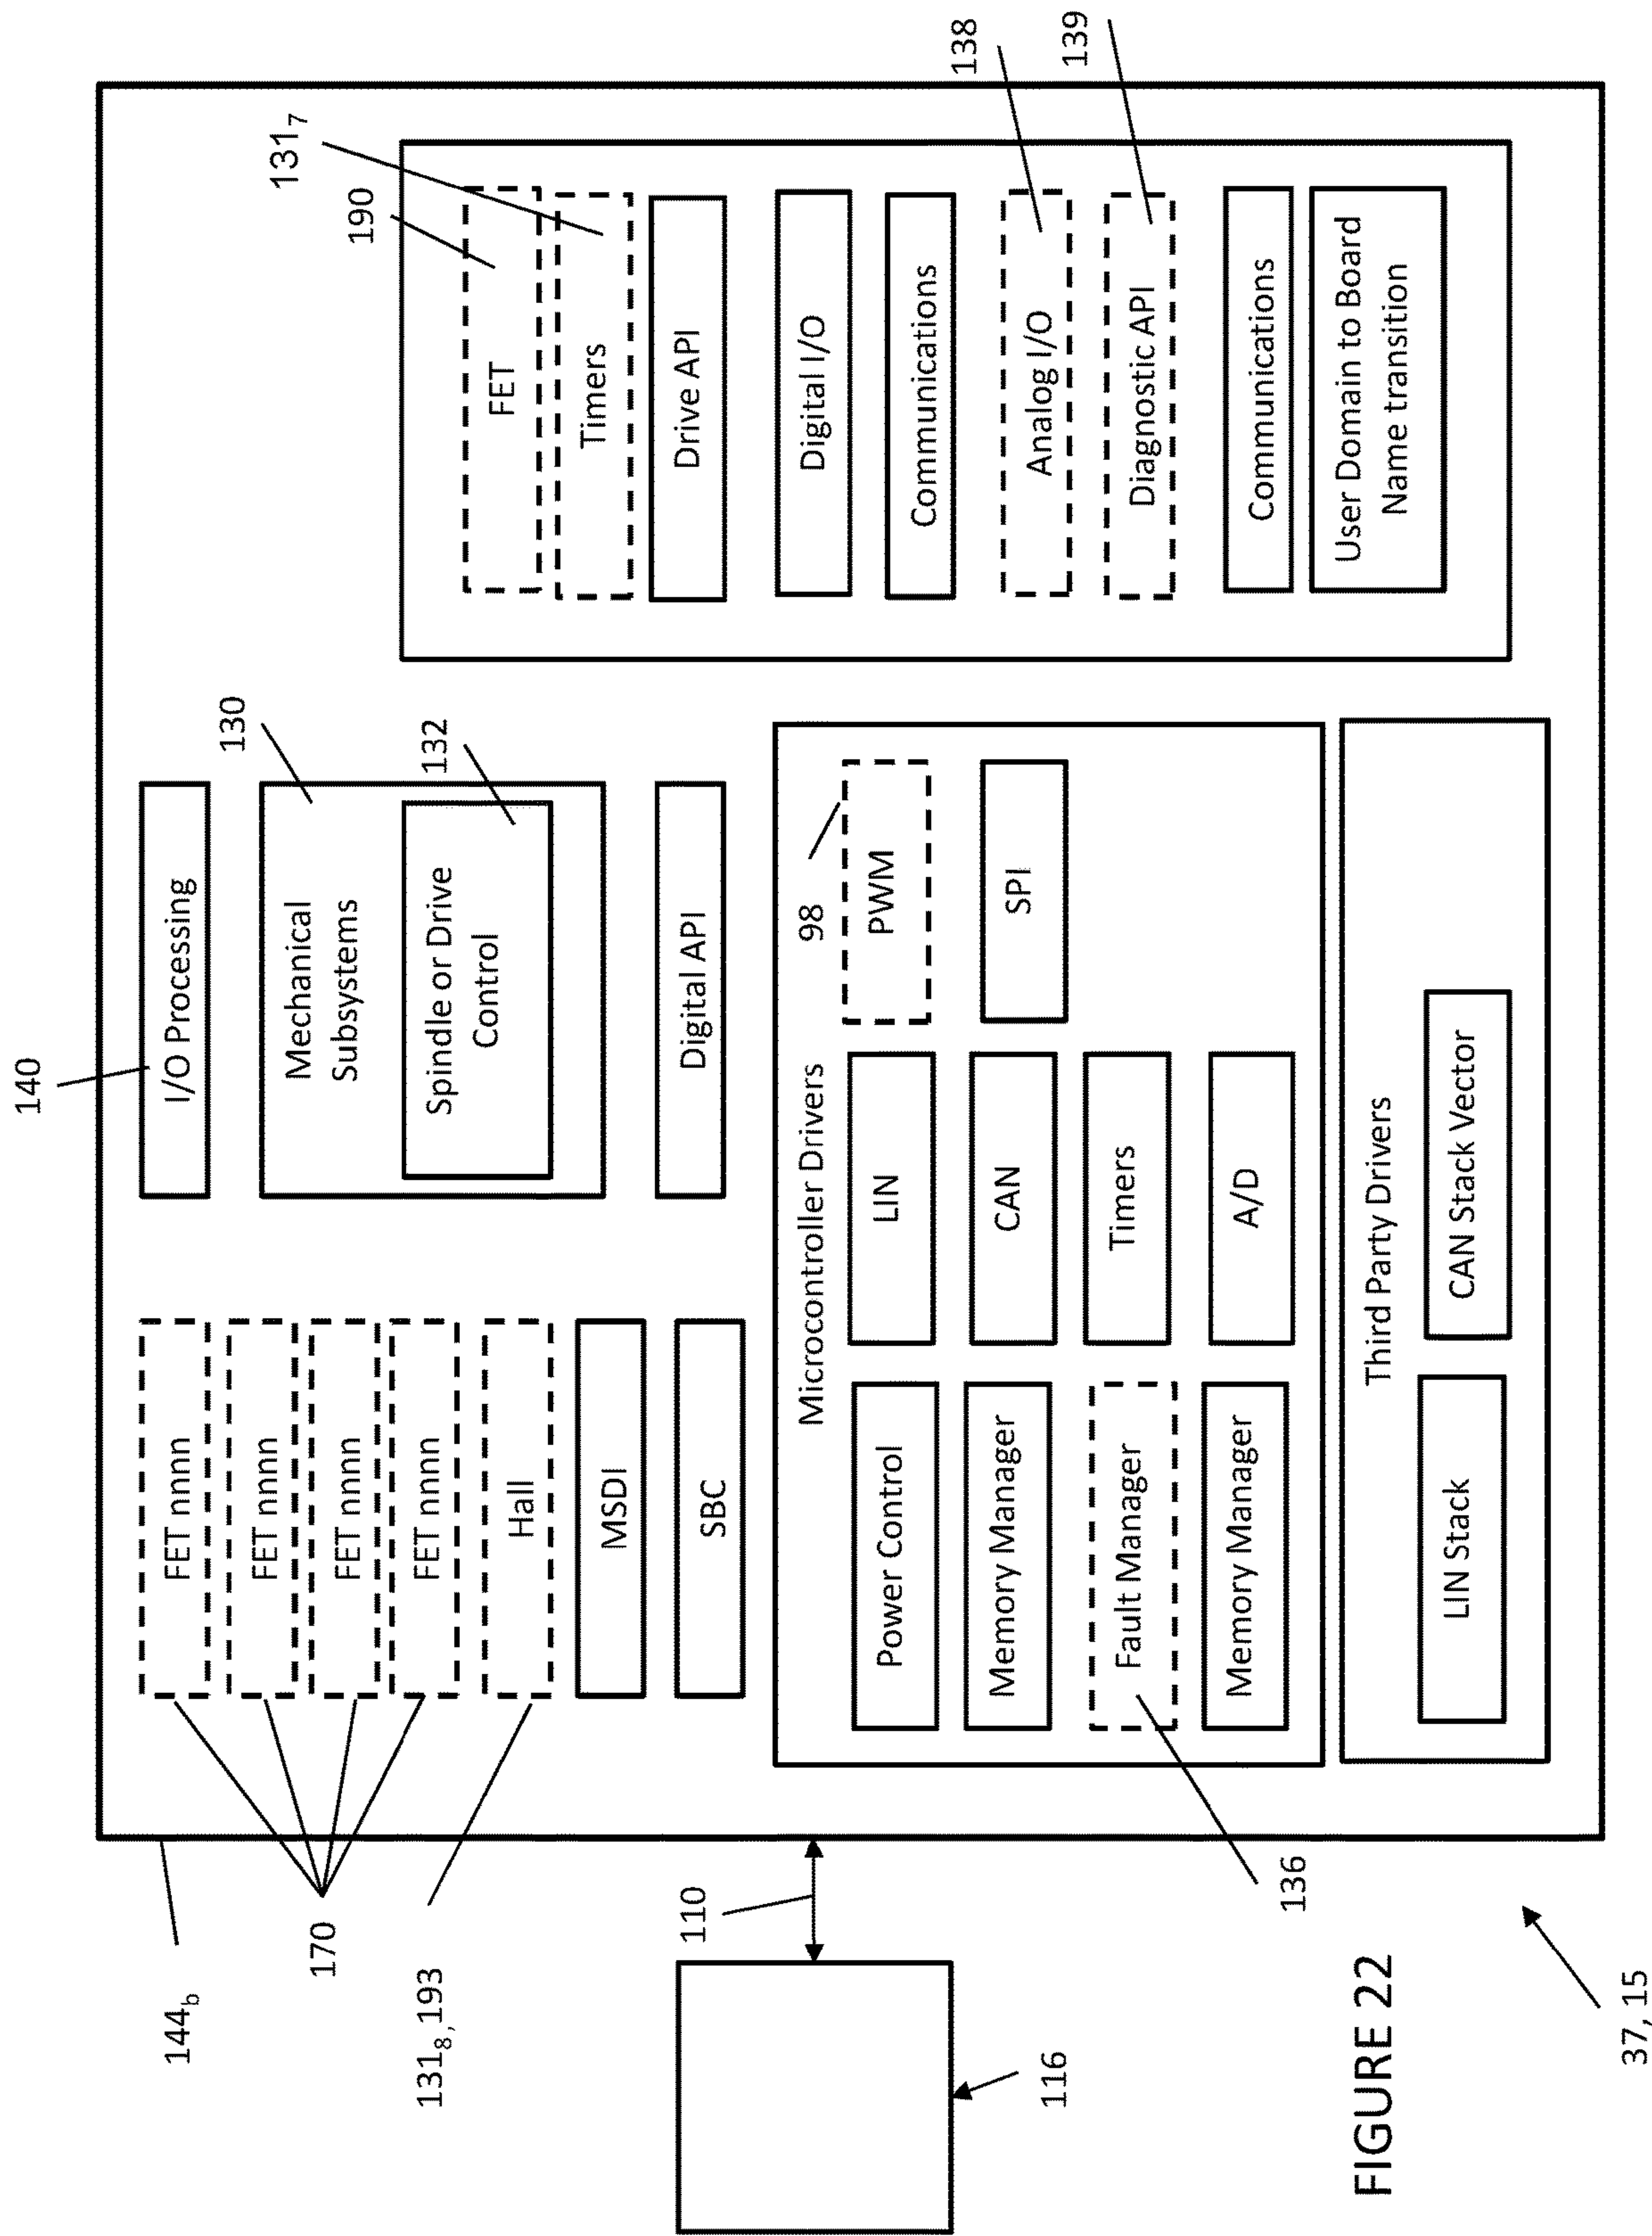 144b
170
131₈, 193
110
116
136
37, 15
FIGURE 22
FET nnnn
FET nnnn
FET nnnn
FET nnnn
Hall
MSDI
SBC
140
I/O Processing
130
Mechanical
Subsystems
132
Spindle or Drive
Control
Digital API
Microcontroller Drivers
98
Power Control
LIN
PWM
Memory Manager
CAN
SPI
Fault Manager
Timers
Memory Manager
A/D
Third Party Drivers
LIN Stack
CAN Stack Vector
190
131₇
138
139
FET
Timers
Drive API
Digital I/O
Communications
Analog I/O
Diagnostic API
Communications
User Domain to Board
Name transition